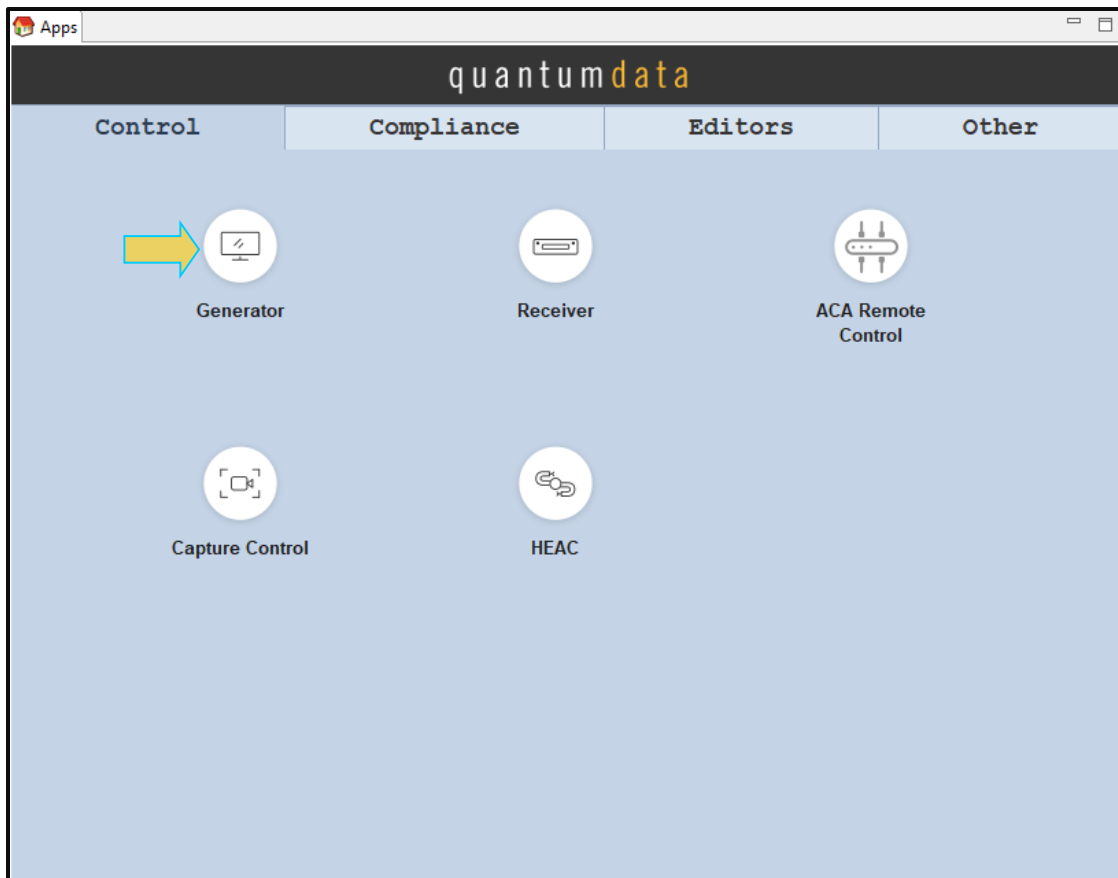 Apps
quantumdata
Control
Compliance
Editors
Other
Generator
Receiver
ACA Remote
Control
Capture Control
HEAC